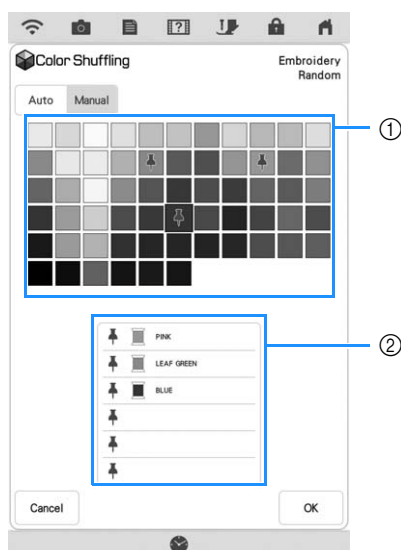 Color Shuffling
Embroidery
Random
Auto
Manual
①
PINK
LEAF GREEN
BLUE
②
Cancel
OK